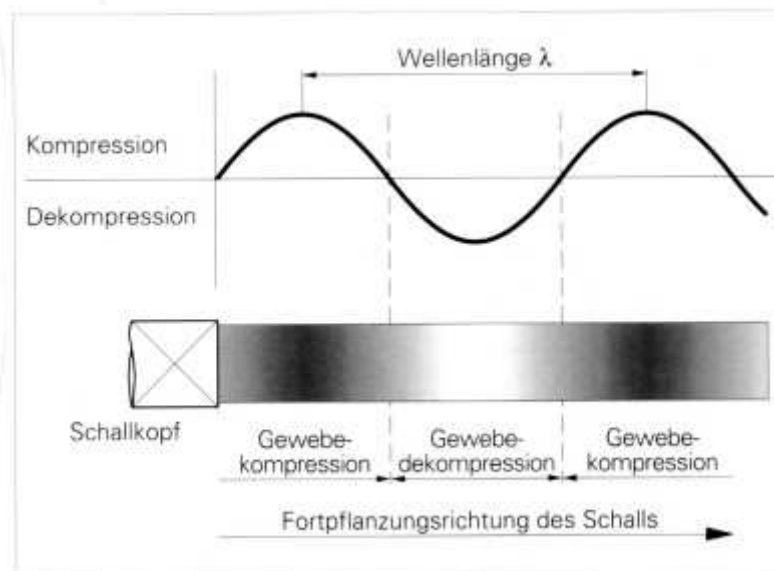 Wellenlänge λ
Kompression
Dekompression
Schallkopf
Gewebe-
kompression
Gewebe-
dekompression
Gewebe-
kompression
Fortpflanzungsrichtung des Schalls